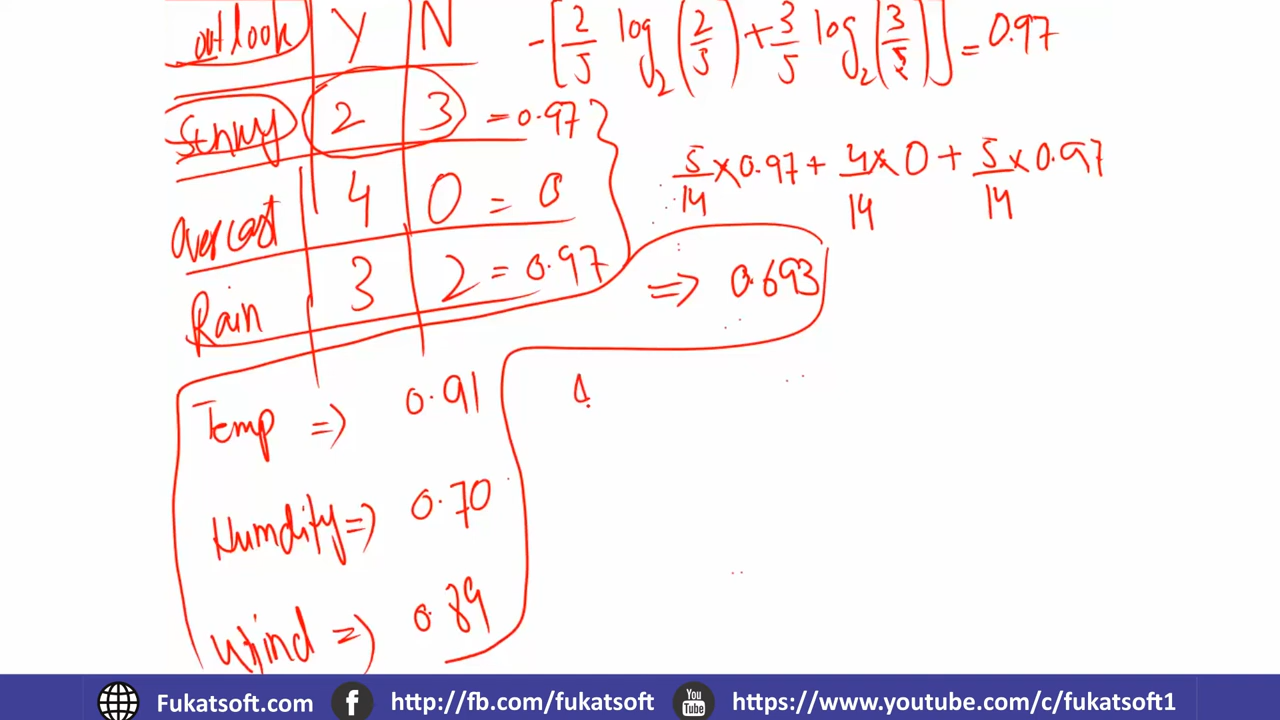 outlook Y N
Sunny 2 3 = 0.97
Overcast 4 0 = 0
Rain 3 2 = 0.97
-[2/5 log2(2/5) + 3/5 log2(3/5)] = 0.97
5/14 × 0.97 + 4/14 × 0 + 5/14 × 0.97
=> 0.693
Temp => 0.91
Humdity => 0.70
Wind => 0.89
Fukatsoft.com
http://fb.com/fukatsoft
You Tube
https://www.youtube.com/c/fukatsoft1